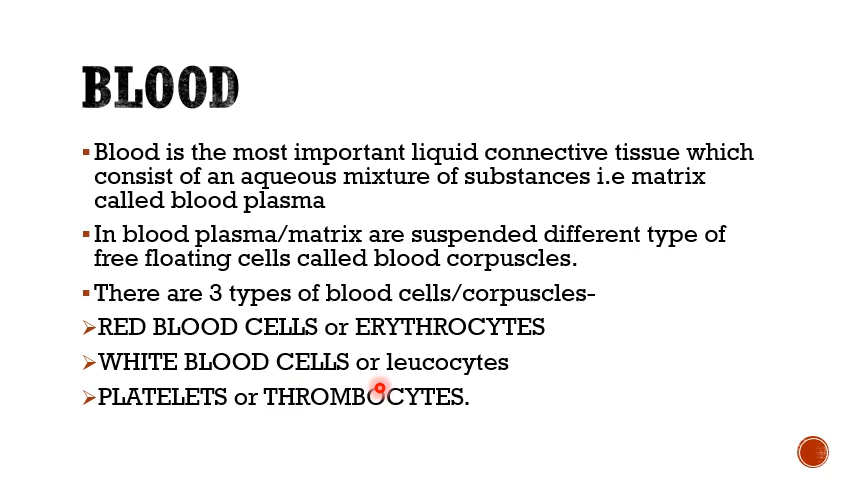 BLOOD
Blood is the most important liquid connective tissue which
consist of an aqueous mixture of substances i.e matrix
called blood plasma
In blood plasma/matrix are suspended different type of
free floating cells called blood corpuscles.
There are 3 types of blood cells/corpuscles-
RED BLOOD CELLS or ERYTHROCYTES
WHITE BLOOD CELLS or leucocytes
PLATELETS or THROMBOCYTES.